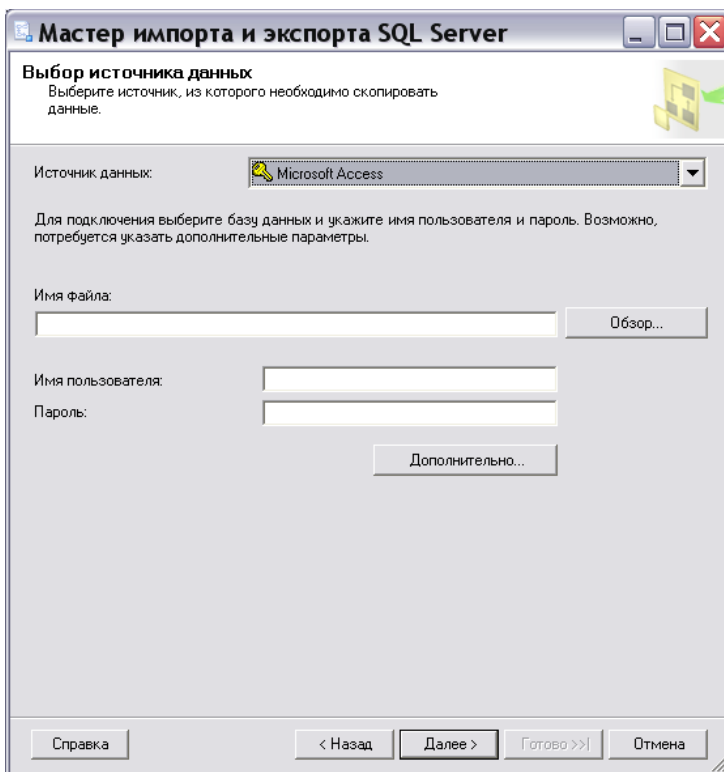 Мастер импорта и экспорта SQL Server
Выбор источника данных
Выберите источник, из которого необходимо скопировать
данные.
Источник данных:
Microsoft Access
Для подключения выберите базу данных и укажите имя пользователя и пароль. Возможно,
потребуется указать дополнительные параметры.
Имя файла:
Обзор...
Имя пользователя:
Пароль:
Дополнительно...
Справка
< Назад
Далее >
Готово >>|
Отмена